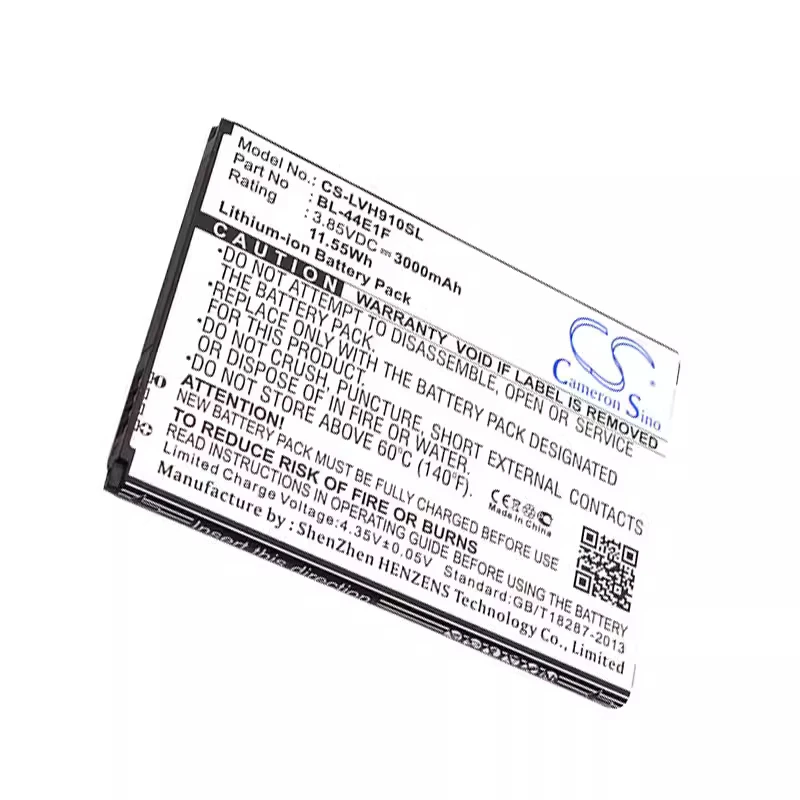 Model No.: CS-LVH910SL
Part No : BL-44E1F
Rating : 3.85VDC ⎓ 3000mAh
11.55Wh
Lithium-ion Battery Pack
CAUTION
WARRANTY VOID, IF LABEL IS REMOVED
•DO NOT ATTEMPT TO DISASSEMBLE, OPEN OR SERVICE
THE BATTERY PACK.
•USE ONLY WITH THE BATTERY PACK DESIGNATED
FOR THIS PRODUCT.
•DO NOT CRUSH, PUNCTURE, SHORT EXTERNAL CONTACTS
OR DISPOSE IN FIRE OR WATER.
•DO NOT STORE ABOVE 60°C (140°F)
NEW BATTERY PACK MUST BE FULLY CHARGED BEFORE USE
TO REDUCE RISK OF FIRE OR BURNS
READ INSTRUCTIONS IN OPERATING GUIDE BEFORE USING BATTERY
Limited Charge Voltage:4.35V±0.05V
Standard:GB/T18287-2013
Manufacturer by : ShenZhen HENZENS Technology Co., Limited
CS
Cameron Sino
CE
Made in China
Insert this direction